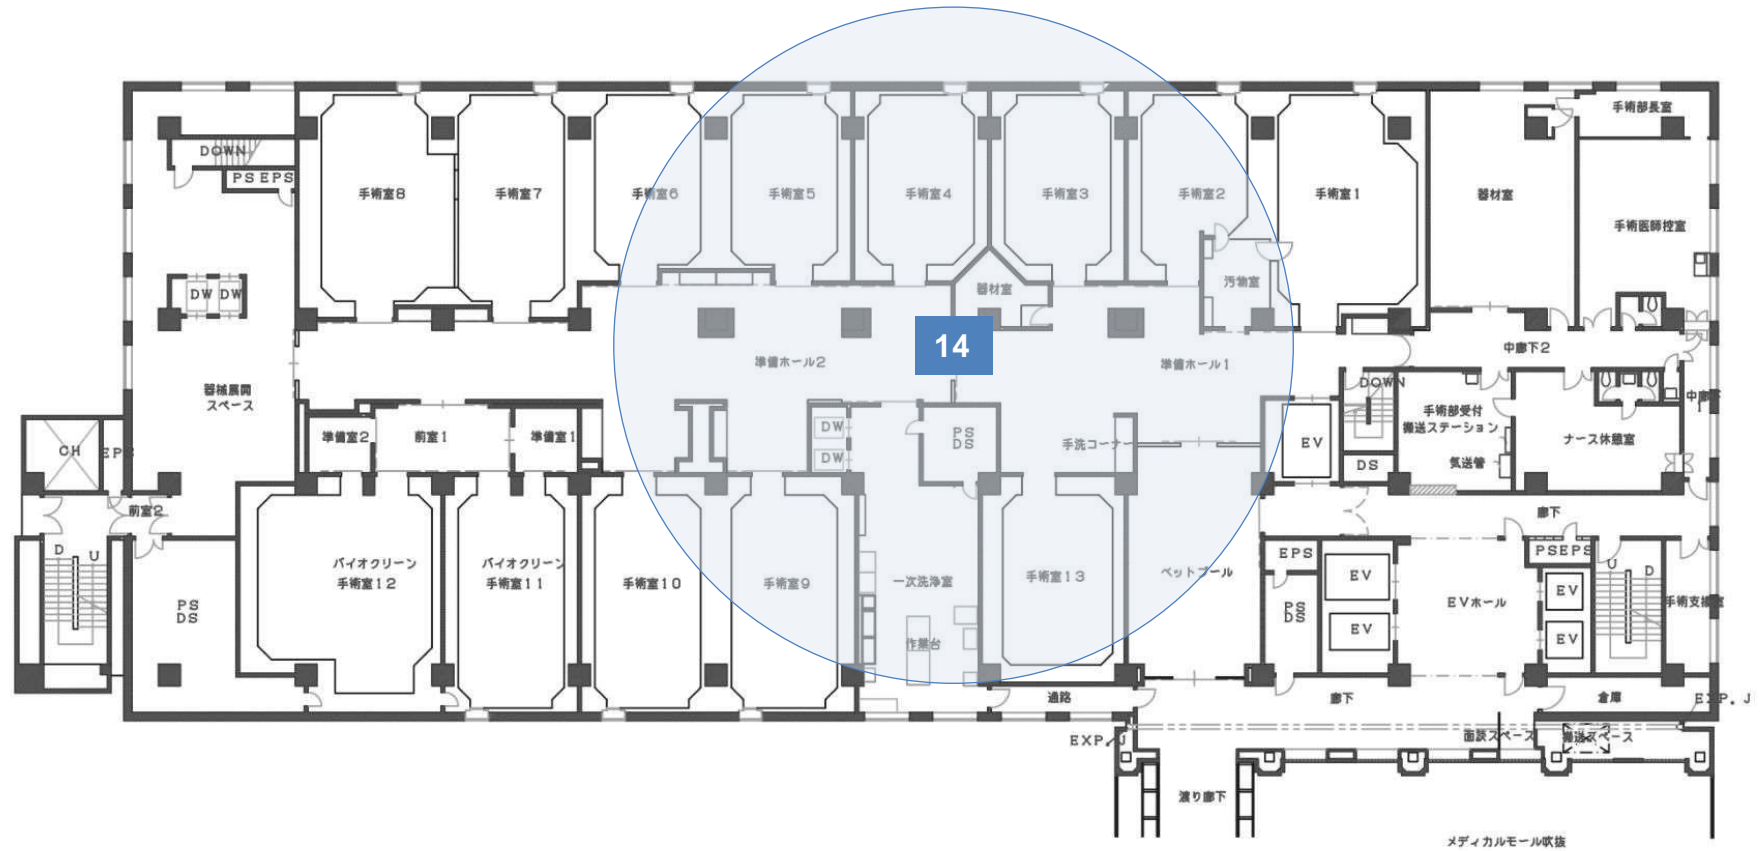 手術部長室
DOWN
PS EPS
手術室8
手術室7
手術室6
手術室5
手術室4
手術室3
手術室2
手術室1
器材室
手術医師控室
DW
DW
器材室
汚物室
14
準備ホール2
準備ホール1
中廊下2
器械展開
スペース
DOWN
手術部受付
搬送ステーション
気送管
ナース休憩室
CH
EPS
準備室2
前室1
準備室1
DW
DW
PS
DS
手洗コーナー
EV
DS
前室2
廊下
D
U
PS
DS
バイオクリーン
手術室12
バイオクリーン
手術室11
手術室10
手術室9
一次洗浄室
作業台
手術室13
ベットプール
EPS
PS
DS
EV
EV
EVホール
PSEPS
EV
EV
U
D
通路
廊下
倉庫
EXP.J
EXP.J
面談スペース
搬送スペース
渡り廊下
メディカルモール吹抜